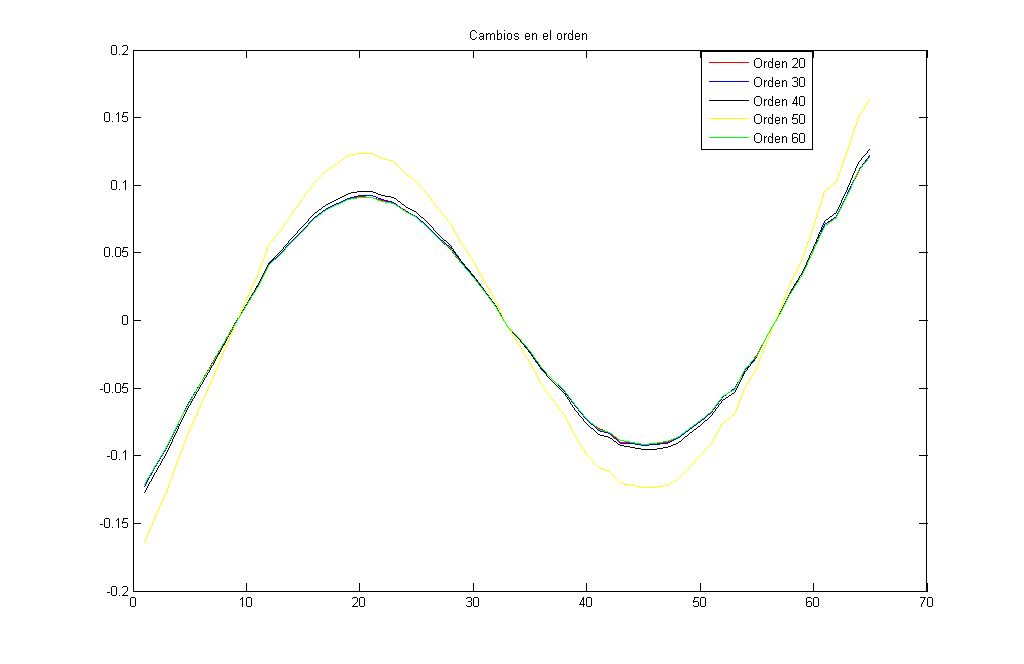 Cambios en el orden
0.2
0.15
0.1
0.05
0
-0.05
-0.1
-0.15
-0.2
0 10 20 30 40 50 60 70
Orden 20
Orden 30
Orden 40
Orden 50
Orden 60